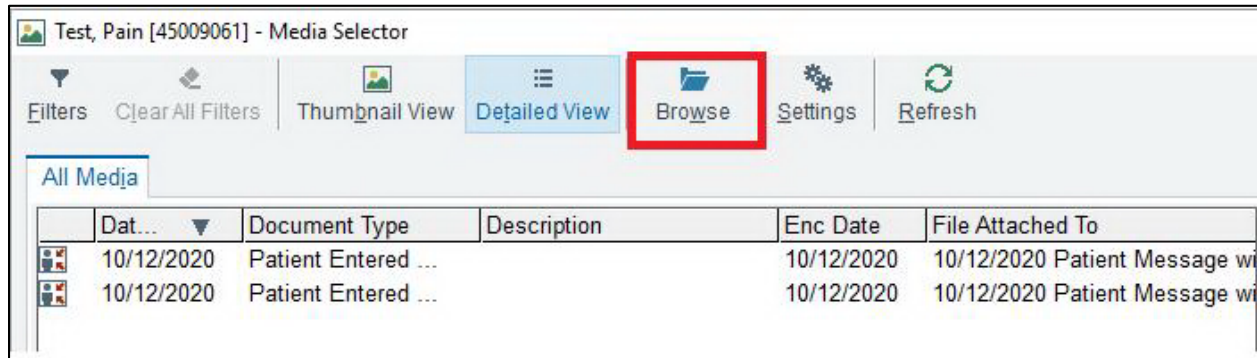 Test, Pain [45009061] - Media Selector
Filters Clear All Filters Thumbnail View Detailed View Browse Settings Refresh
All Media
Dat... Document Type Description Enc Date File Attached To
10/12/2020 Patient Entered ... 10/12/2020 10/12/2020 Patient Message wi
10/12/2020 Patient Entered ... 10/12/2020 10/12/2020 Patient Message wi